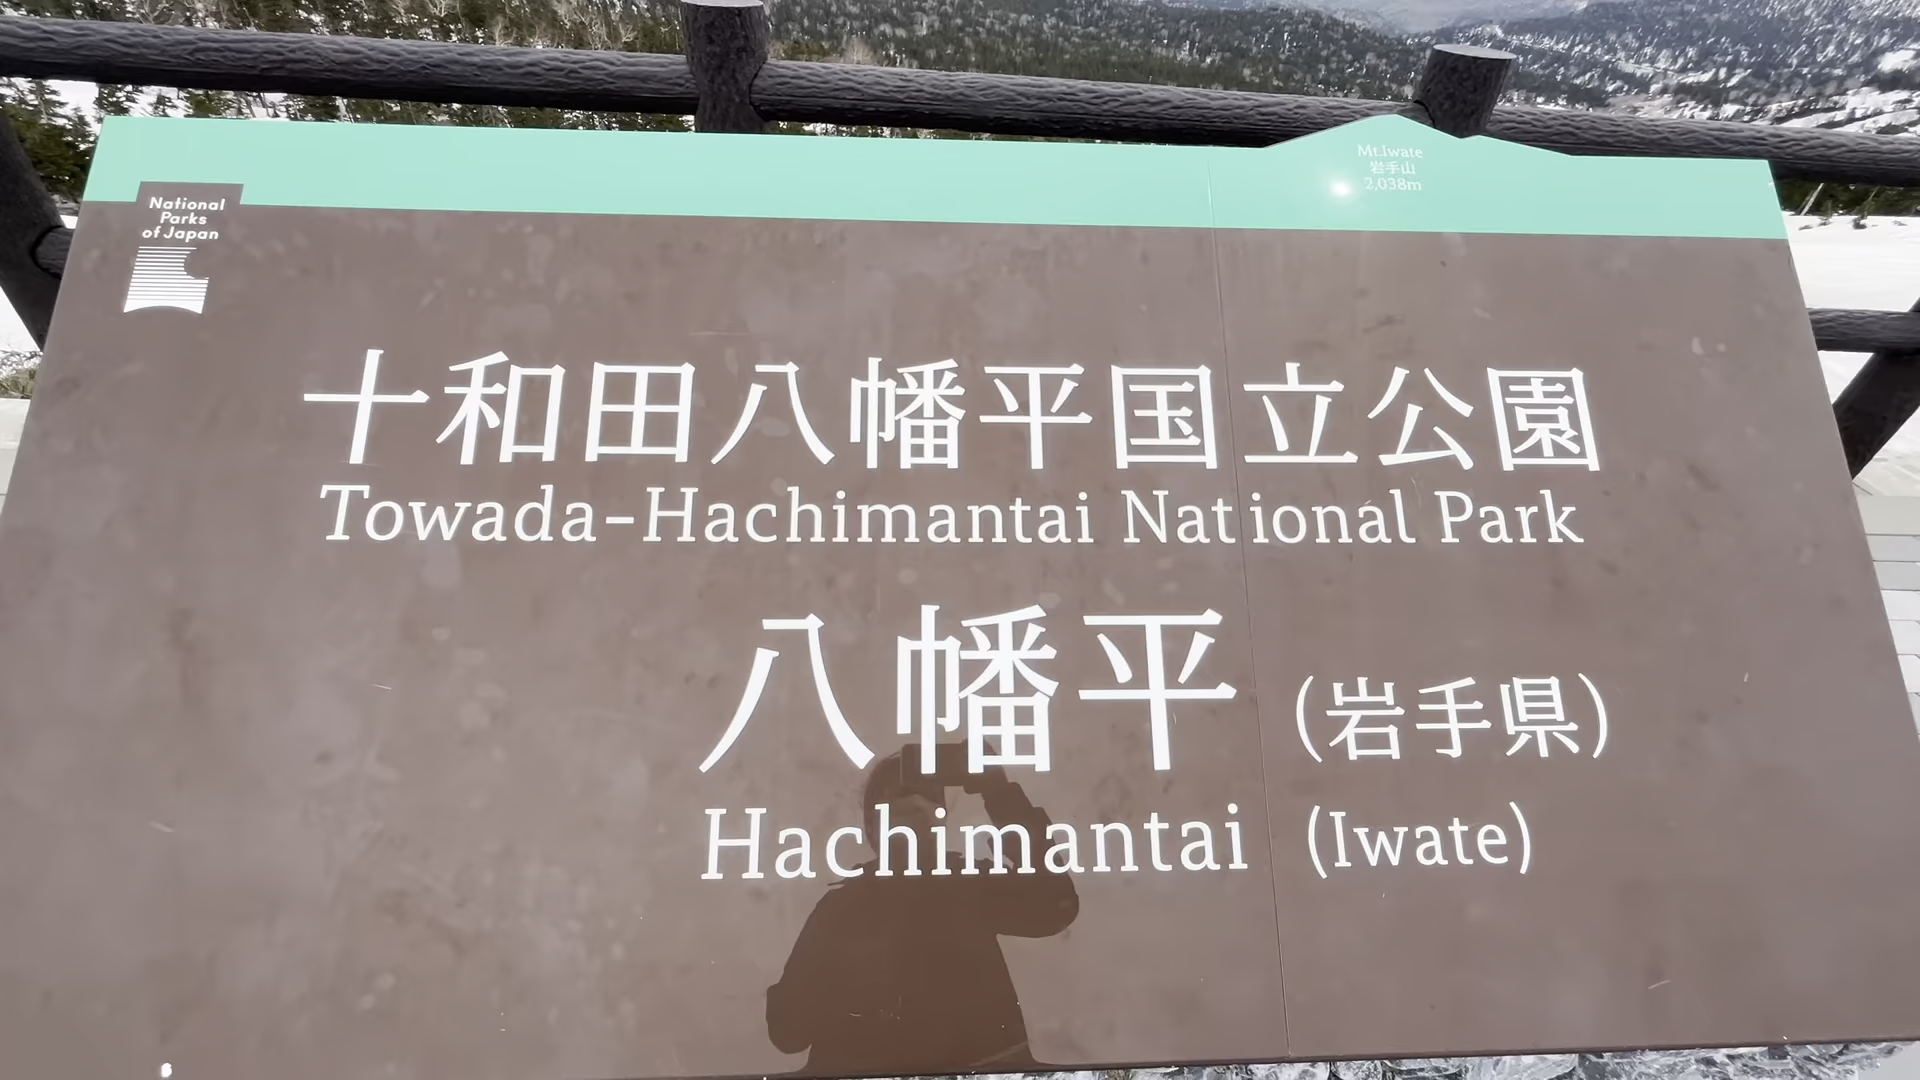 Mt.Iwate
岩手山
2,038m
National
Parks
of Japan
十和田八幡平国立公園
Towada-Hachimantai National Park
八幡平 (岩手県)
Hachimantai (Iwate)